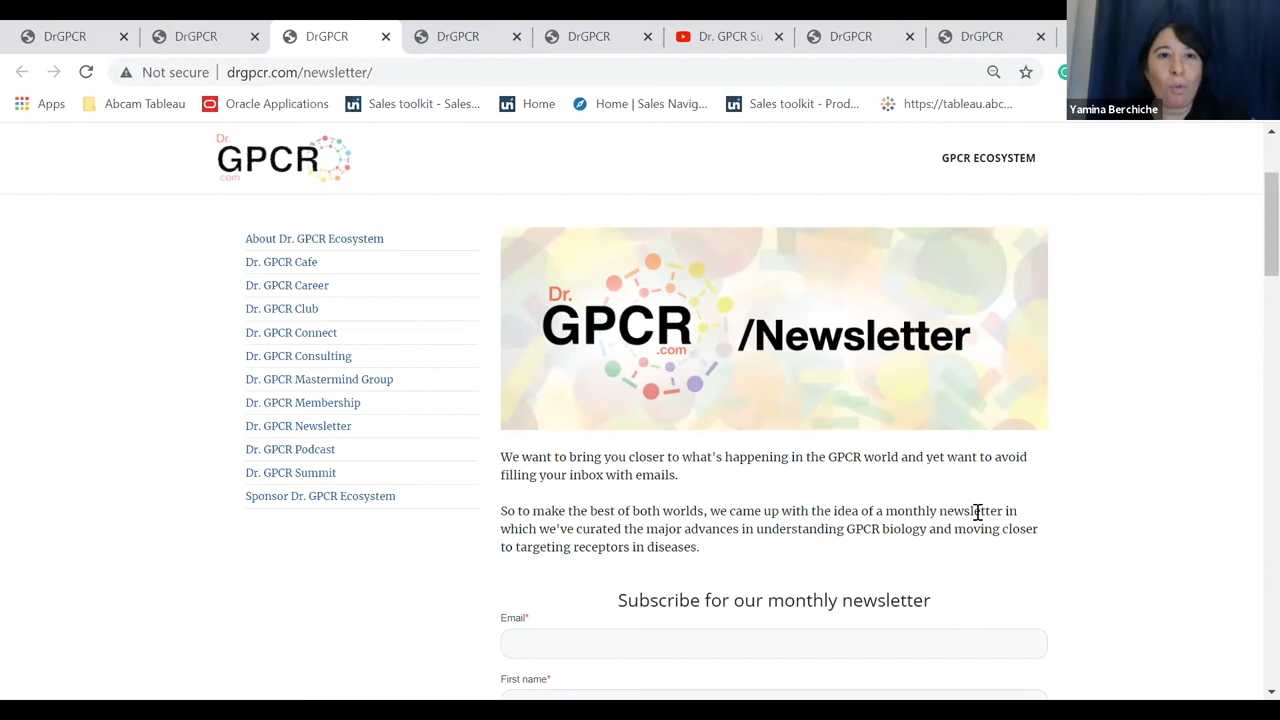 DrGPCR
DrGPCR
DrGPCR
DrGPCR
DrGPCR
Dr. GPCR Su
DrGPCR
DrGPCR
Not secure
drgpcr.com/newsletter/
Apps
Abcam Tableau
Oracle Applications
Sales toolkit - Sales...
Home
Home | Sales Navig...
Sales toolkit - Prod...
https://tableau.abc...
Yamina Berchiche
Dr.
GPCR
.com
GPCR ECOSYSTEM
About Dr. GPCR Ecosystem
Dr. GPCR Cafe
Dr. GPCR Career
Dr. GPCR Club
Dr. GPCR Connect
Dr. GPCR Consulting
Dr. GPCR Mastermind Group
Dr. GPCR Membership
Dr. GPCR Newsletter
Dr. GPCR Podcast
Dr. GPCR Summit
Sponsor Dr. GPCR Ecosystem
Dr.
GPCR
.com
/Newsletter
We want to bring you closer to what's happening in the GPCR world and yet want to avoid
filling your inbox with emails.
So to make the best of both worlds, we came up with the idea of a monthly newsletter in
which we've curated the major advances in understanding GPCR biology and moving closer
to targeting receptors in diseases.
Subscribe for our monthly newsletter
Email*
First name*